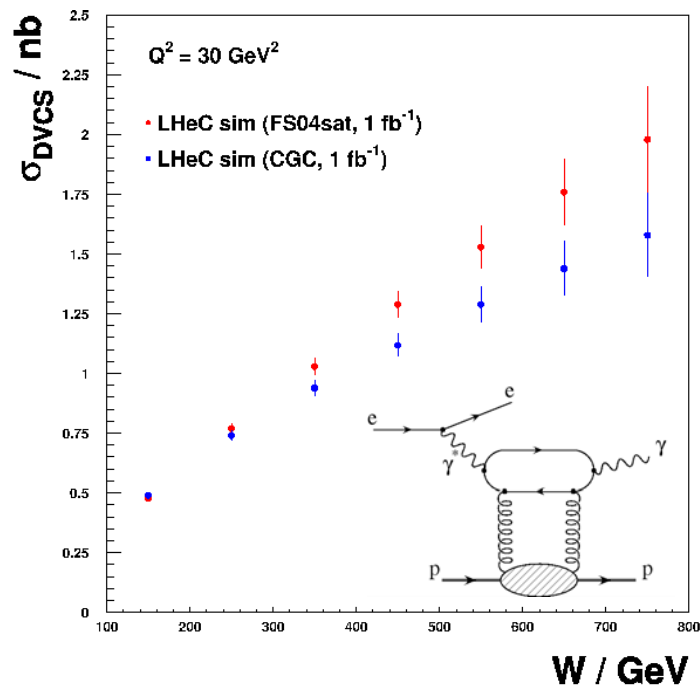 σDVCS / nb
2.5
2.25
2
1.75
1.5
1.25
1
0.75
0.5
0.25
0
Q² = 30 GeV²
LHeC sim (FS04sat, 1 fb⁻¹)
LHeC sim (CGC, 1 fb⁻¹)
e
e
γ*
γ
p
p
100 200 300 400 500 600 700 800
W / GeV